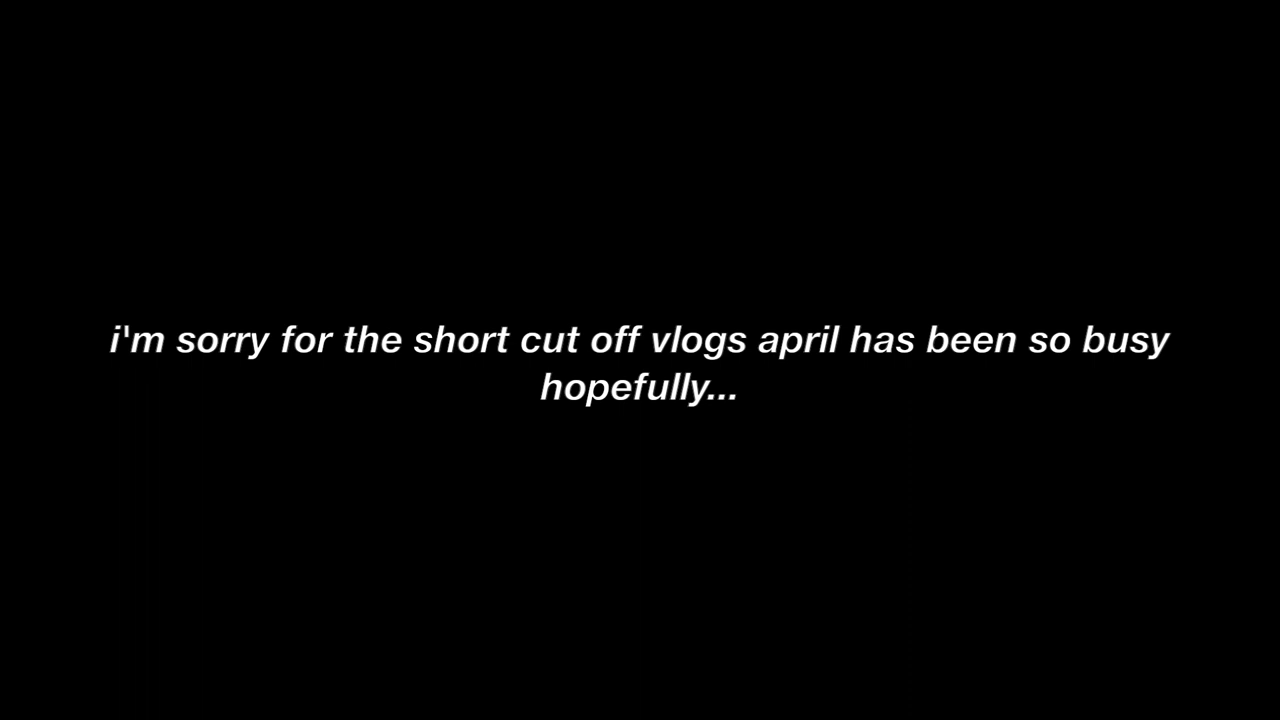 i'm sorry for the short cut off vlogs april has been so busy
hopefully...